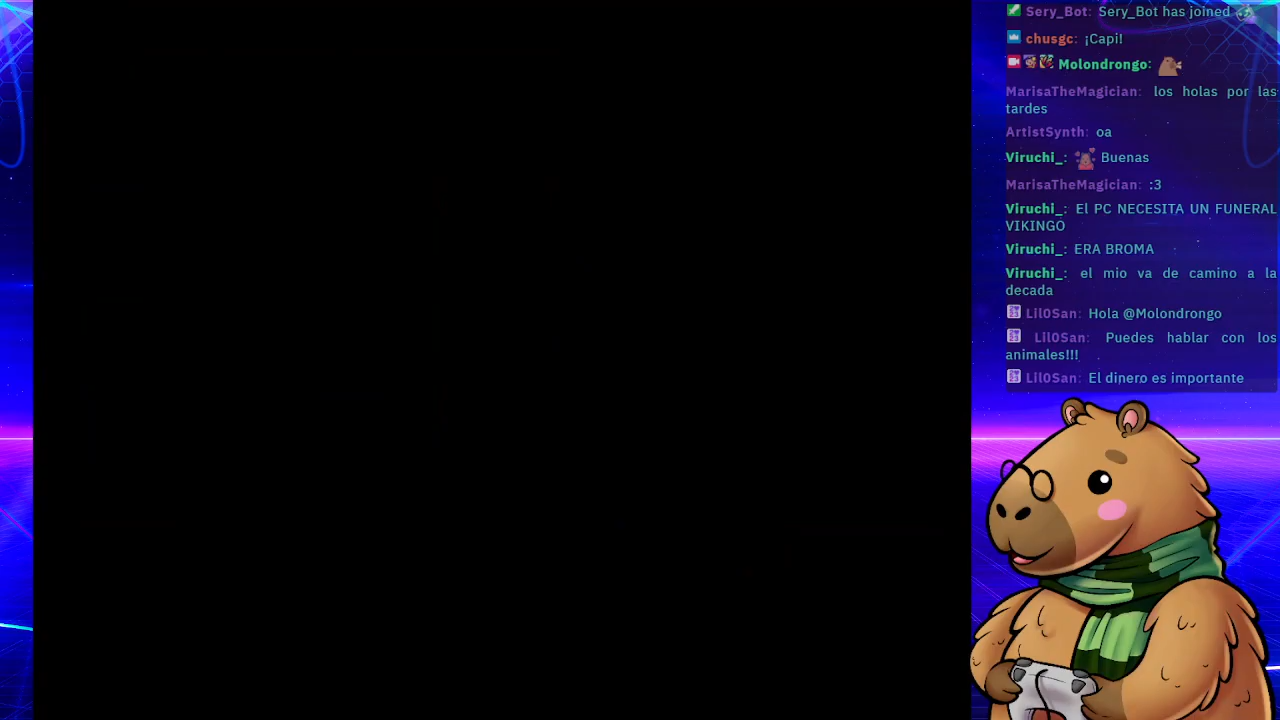 Sery_Bot: Sery_Bot has joined
chusgc: ¡Capi!
Molondrongo:
MarisaTheMagician: los holas por las
tardes
ArtistSynth: oa
Viruchi_: Buenas
MarisaTheMagician: :3
Viruchi_: El PC NECESITA UN FUNERAL
VIKINGO
Viruchi_: ERA BROMA
Viruchi_: el mio va de camino a la
decada
Lil0San: Hola @Molondrongo
Lil0San: Puedes hablar con los
animales!!!
Lil0San: El dinero es importante